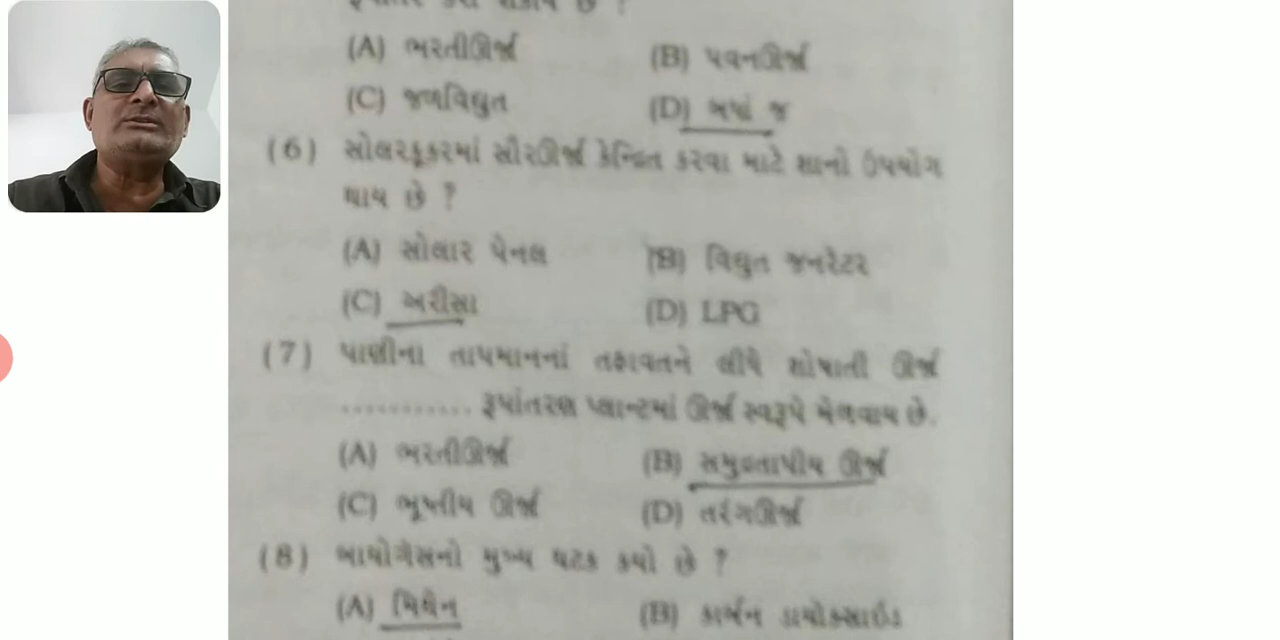 (A) ભરતીઊર્જા (B) પવનઊર્જા
(C) જળવિદ્યુત (D) બધાં જ
(6) સોલરકૂકરમાં સૌરઊર્જા કેન્દ્રિત કરવા માટે શાનો ઉપયોગ
થાય છે ?
(A) સોલાર પેનલ (B) વિદ્યુત જનરેટર
(C) અરીસા (D) LPG
(7) પાણીના તાપમાનનાં તફાવતને લીધે શોષાતી ઊર્જા
........... રૂપાંતરણ પ્લાન્ટમાં ઊર્જા સ્વરૂપે મેળવાય છે.
(A) ભરતીઊર્જા (B) સમુદ્રતાપીય ઊર્જા
(C) ભૂષ્તીય ઊર્જા (D) તરંગઊર્જા
(8) બાયોગૅસનો મુખ્ય ઘટક કયો છે ?
(A) મિથેન (B) કાર્બન ડાયોક્સાઇડ